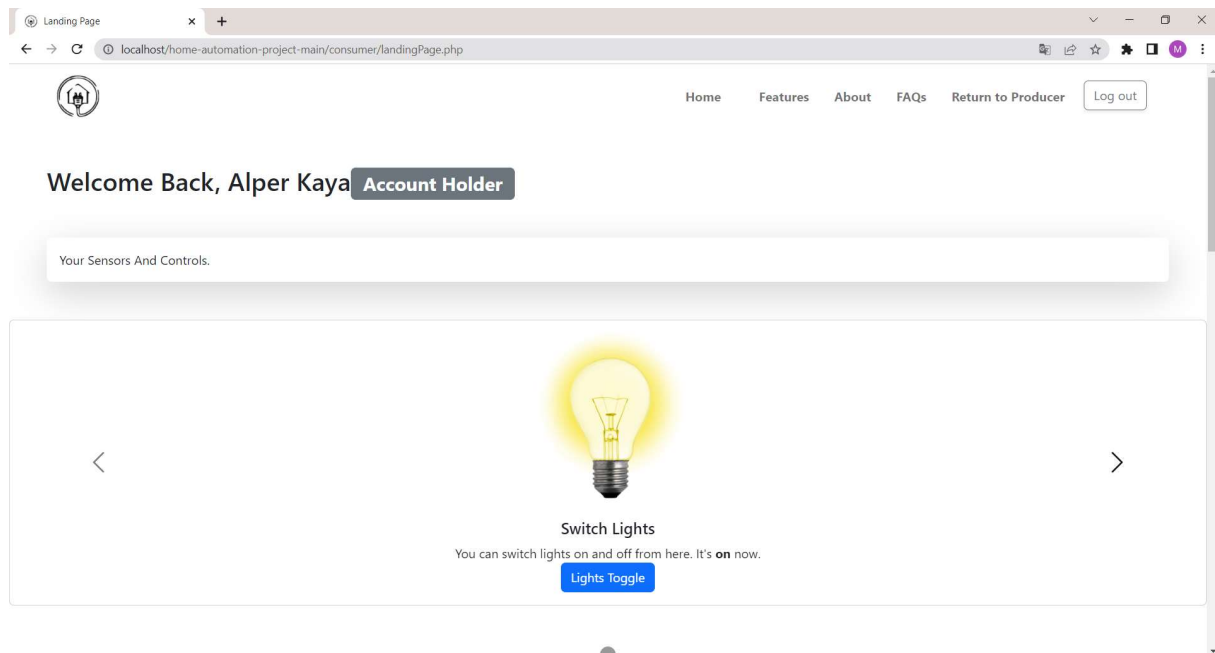 Landing Page
localhost/home-automation-project-main/consumer/landingPage.php
M
Home Features About FAQs Return to Producer Log out
Welcome Back, Alper Kaya Account Holder
Your Sensors And Controls.
Switch Lights
You can switch lights on and off from here. It's on now.
Lights Toggle